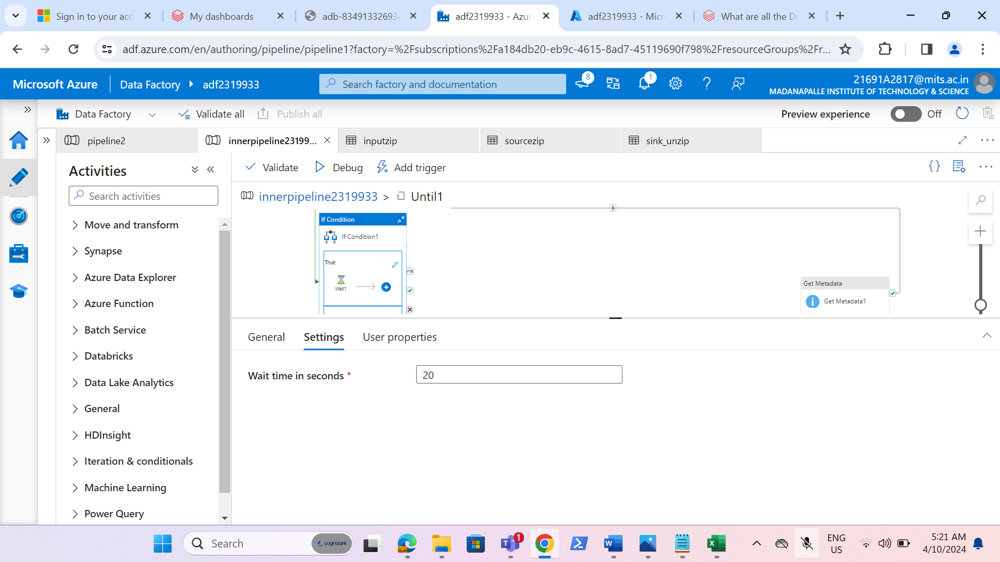 Sign in to your acc
My dashboards
adb-83491332693
adf2319933 - Azur
adf2319933 - Micr
What are all the De
adf.azure.com/en/authoring/pipeline/pipeline1?factory=%2Fsubscriptions%2Fa184db20-eb9c-4615-8ad7-45119690f798%2FresourceGroups%2Fr...
Microsoft Azure
Data Factory
adf2319933
Search factory and documentation
8
1
21691A2817@mits.ac.in
MADANAPALLE INSTITUTE OF TECHNOLOGY & SCIENCE
Data Factory
Validate all
Publish all
Preview experience
Off
pipeline2
innerpipeline23199...
inputzip
sourcezip
sink_unzip
Activities
Search activities
Move and transform
Synapse
Azure Data Explorer
Azure Function
Batch Service
Databricks
Data Lake Analytics
General
HDInsight
Iteration & conditionals
Machine Learning
Power Query
Validate
Debug
Add trigger
innerpipeline2319933 > Until1
If Condition
If Condition1
True
Wait1
Get Metadata
Get Metadata1
General
Settings
User properties
Wait time in seconds *
20
Search
cognizant
1
ENG
US
5:21 AM
4/10/2024